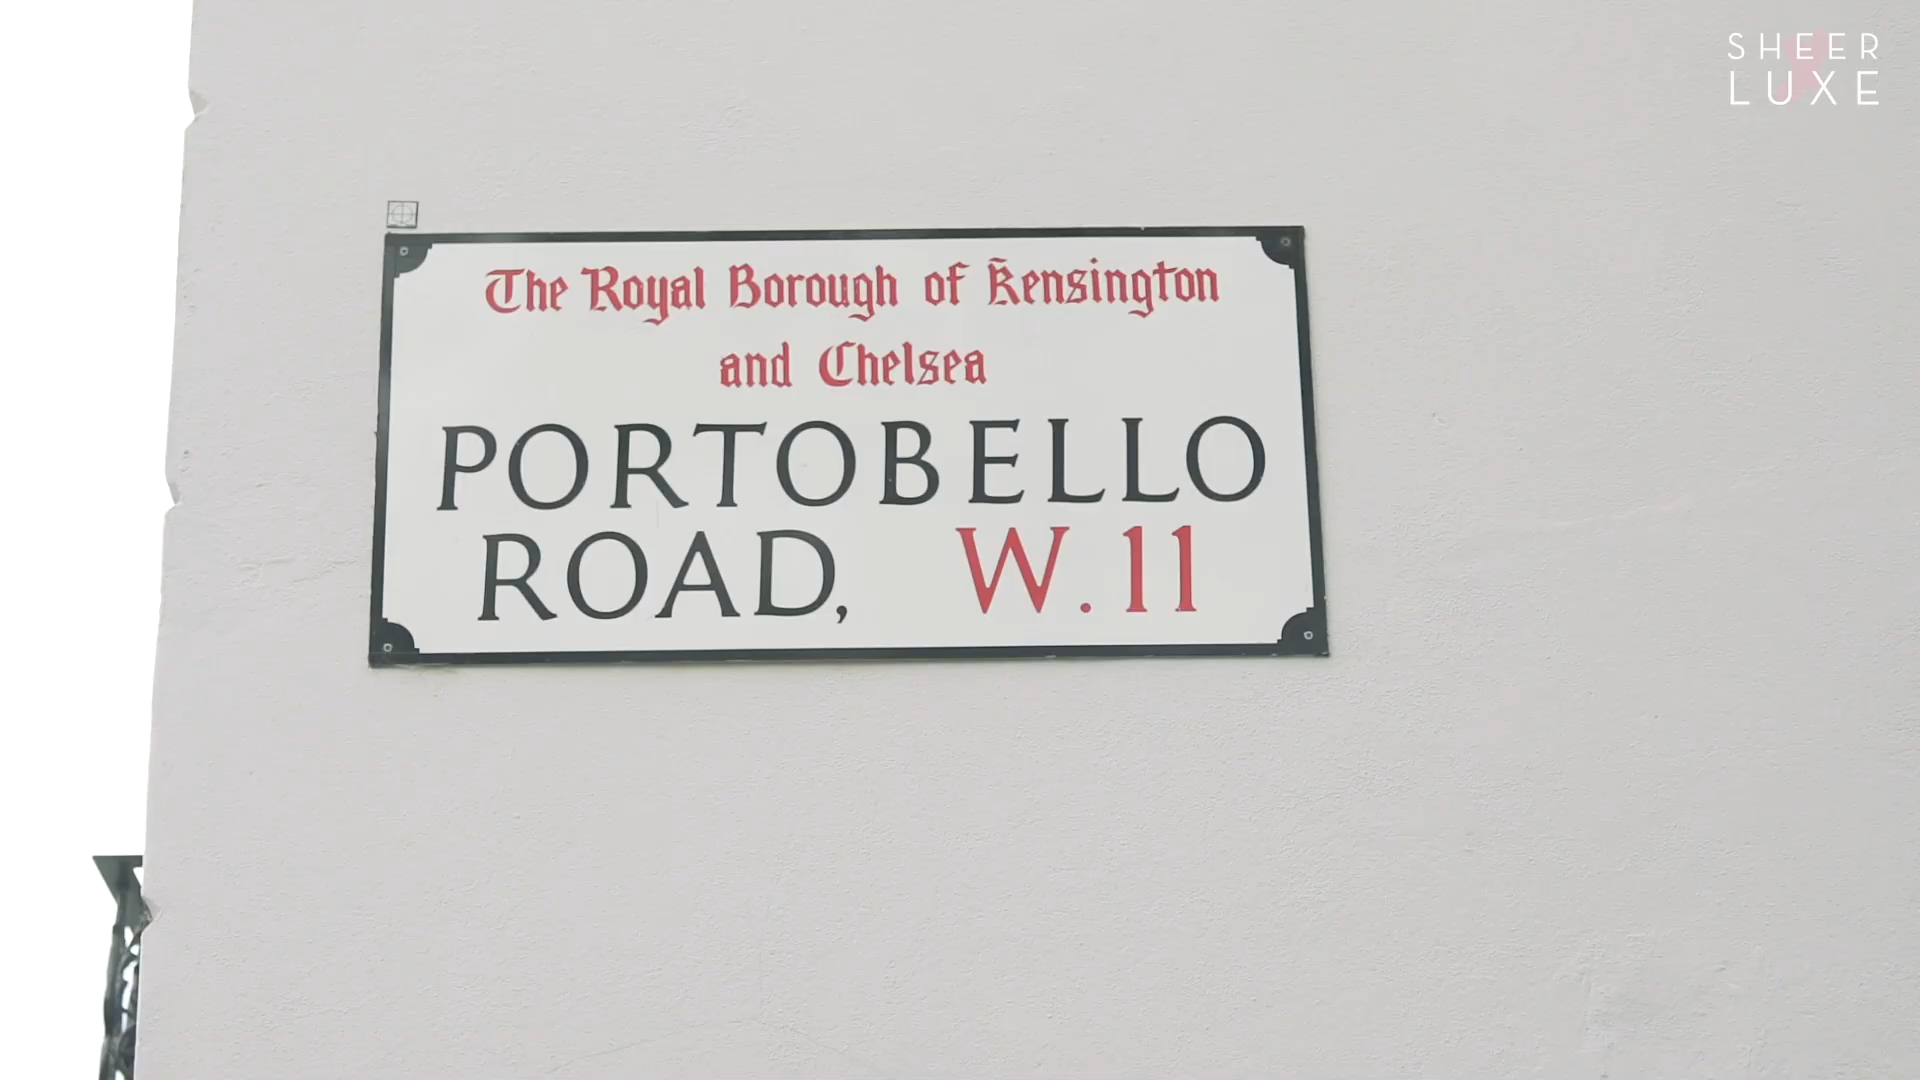 SHEER
LUXE
The Royal Borough of Kensington
and Chelsea
PORTOBELLO
ROAD, W.11